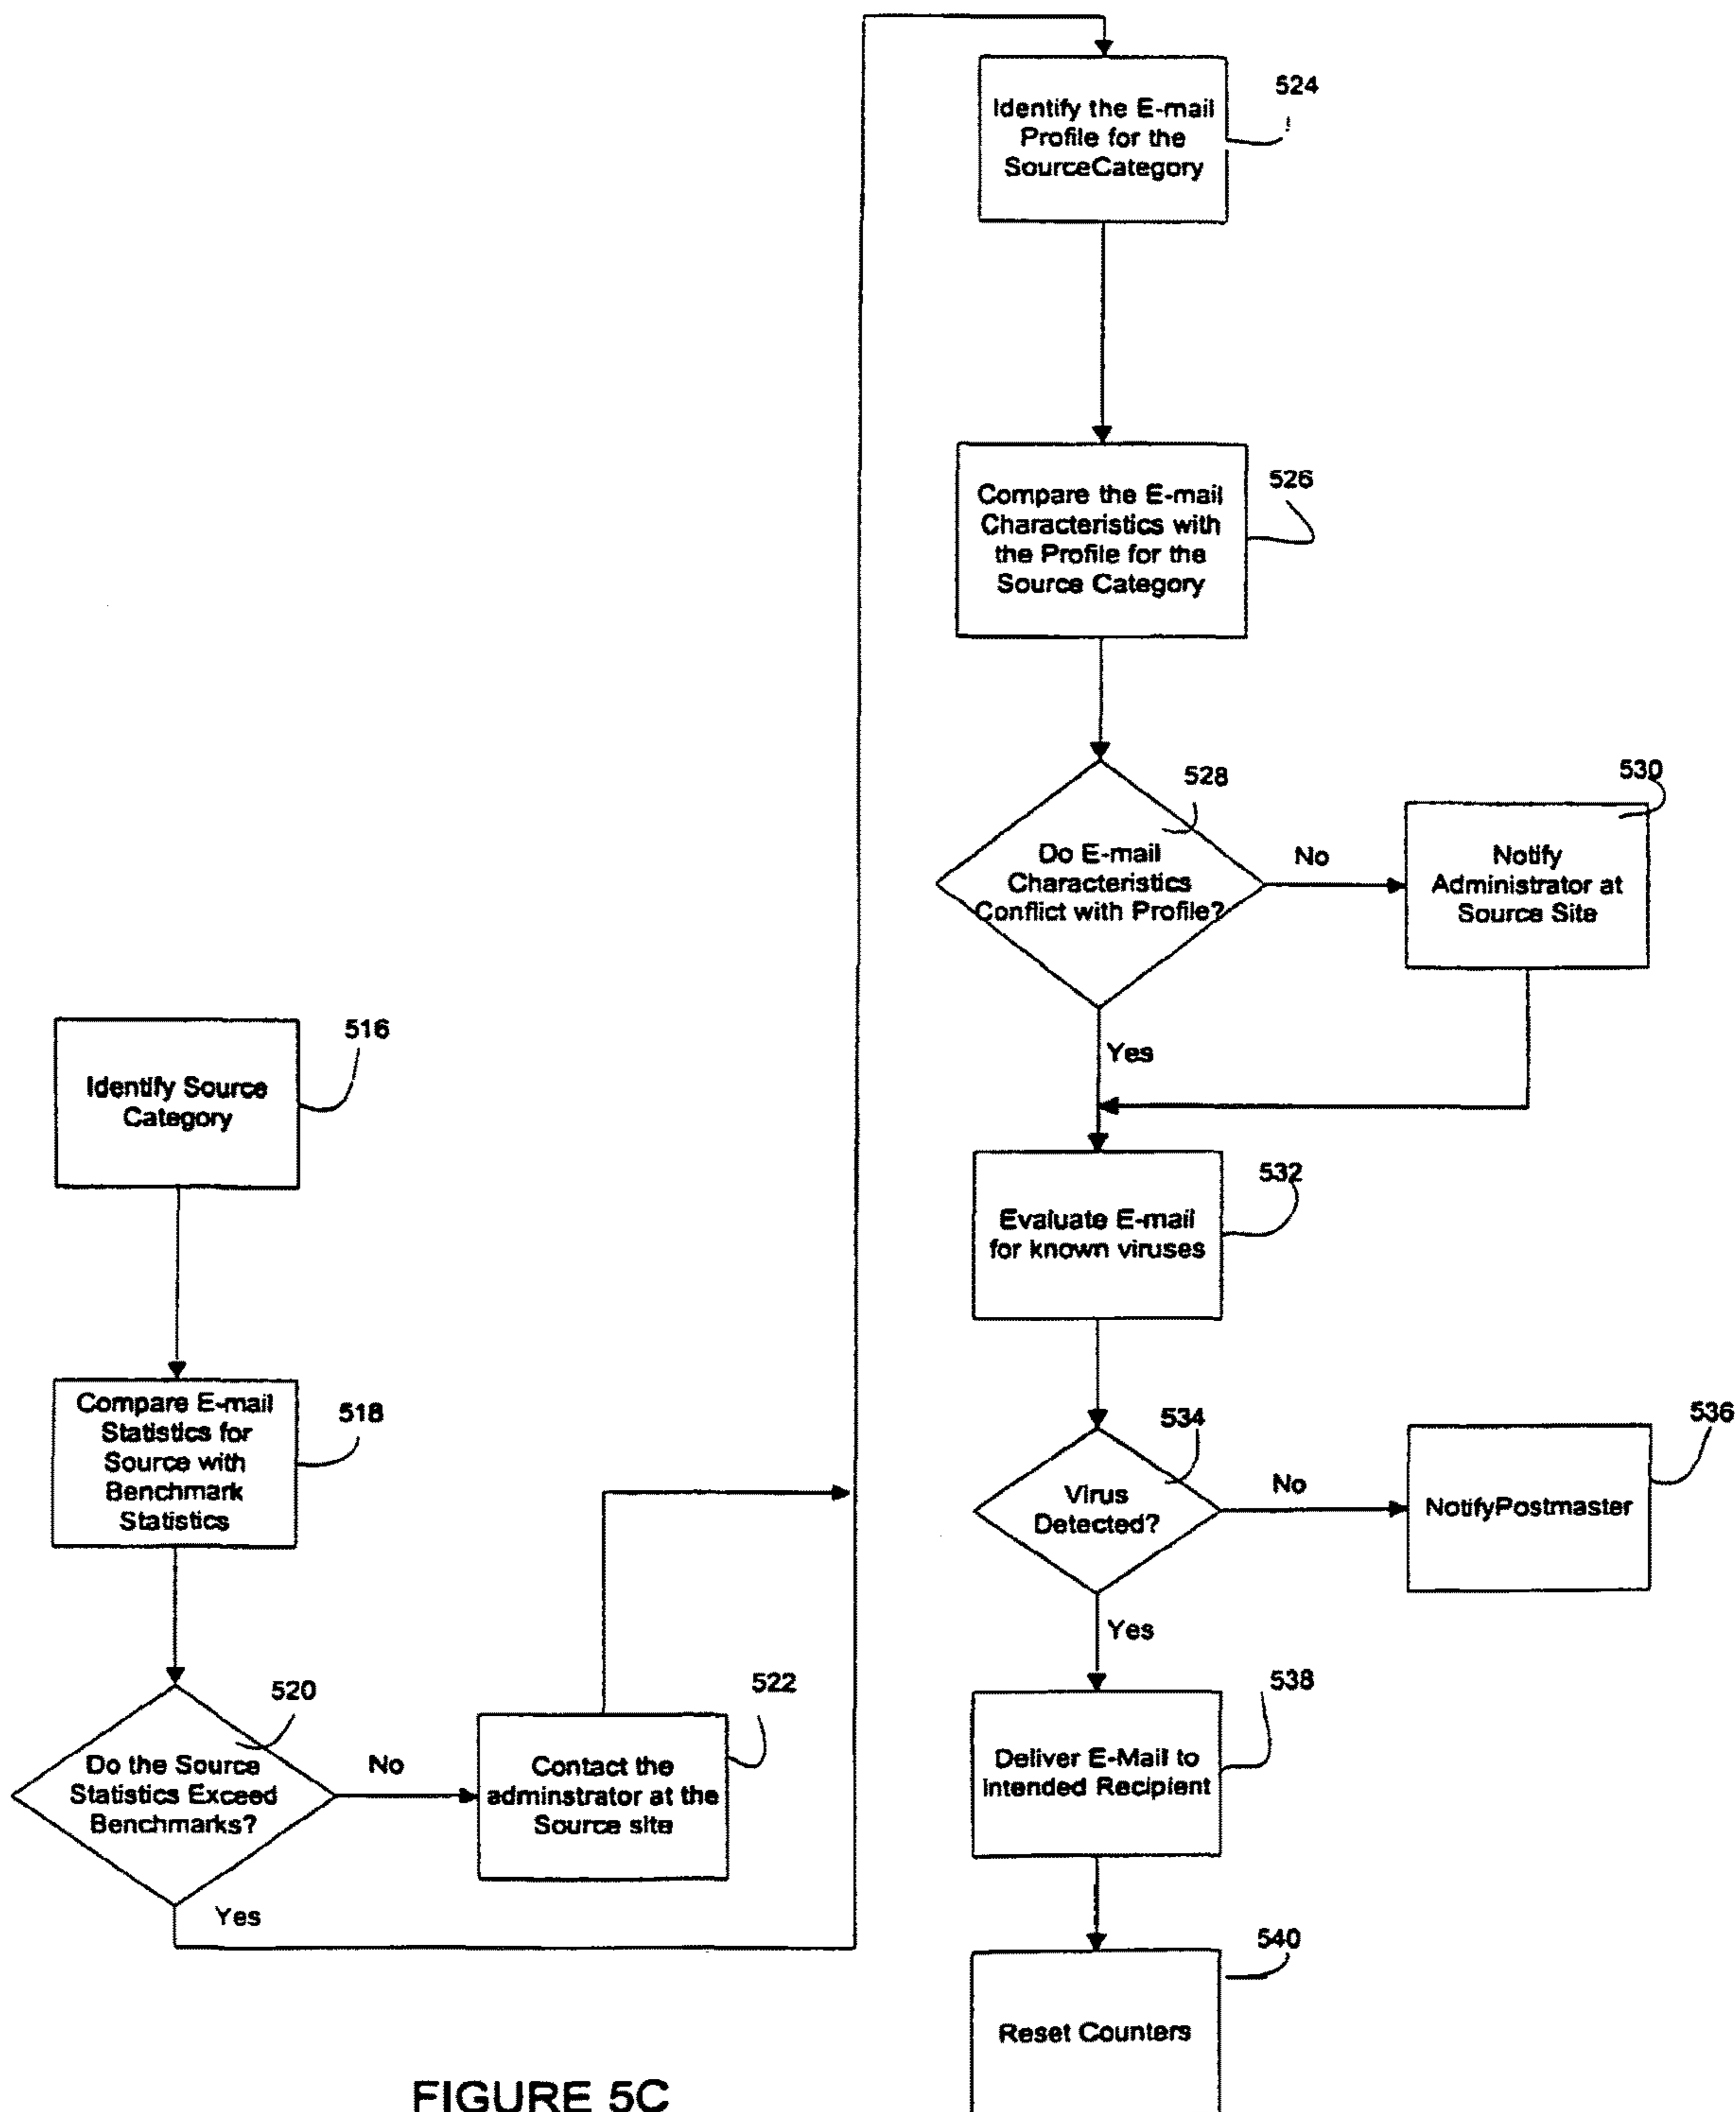 516
Identify Source
Category
518
Compare E-mail
Statistics for
Source with
Benchmark
Statistics
520
Do the Source
Statistics Exceed
Benchmarks?
No
Yes
522
Contact the
adminstrator at the
Source site
524
Identify the E-mail
Profile for the
SourceCategory
526
Compare the E-mail
Characteristics with
the Profile for the
Source Category
528
Do E-mail
Characteristics
Conflict with Profile?
No
530
Notify
Administrator at
Source Site
Yes
532
Evaluate E-mail
for known viruses
534
Virus
Detected?
No
536
NotifyPostmaster
Yes
538
Deliver E-Mail to
Intended Recipient
540
Reset Counters
FIGURE 5C